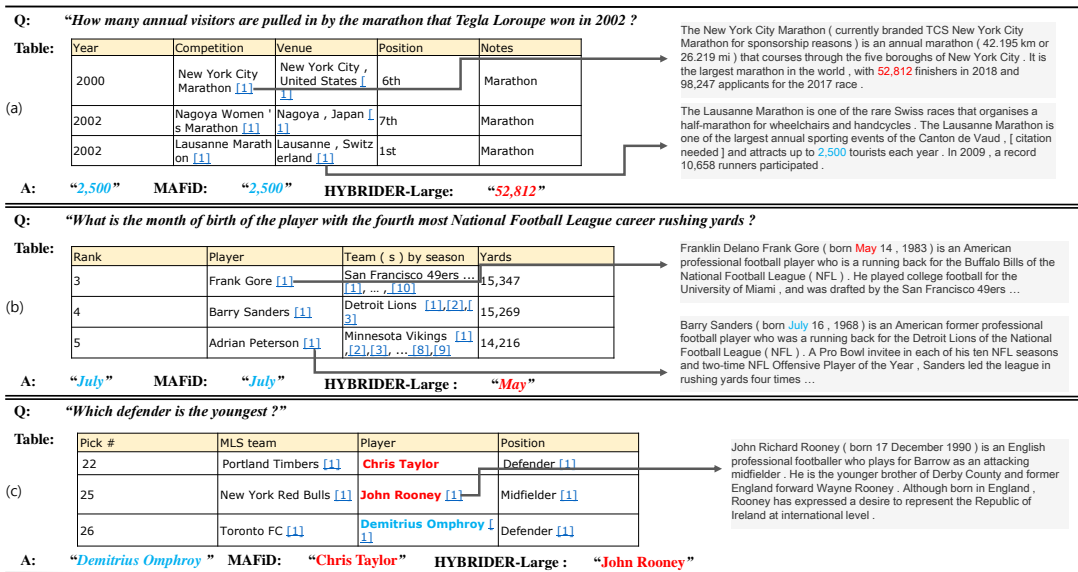 Q: “How many annual visitors are pulled in by the marathon that Tegla Loroupe won in 2002 ?
Table:
Year Competition Venue Position Notes
2000 New York City Marathon [1] New York City , United States [1] 6th Marathon
2002 Nagoya Women 's Marathon [1] Nagoya , Japan [1] 7th Marathon
2002 Lausanne Marathon [1] Lausanne , Switzerland [1] 1st Marathon
(a)
The New York City Marathon ( currently branded TCS New York City
Marathon for sponsorship reasons ) is an annual marathon ( 42.195 km or
26.219 mi ) that courses through the five boroughs of New York City . It is
the largest marathon in the world , with 52,812 finishers in 2018 and
98,247 applicants for the 2017 race .
The Lausanne Marathon is one of the rare Swiss races that organises a
half-marathon for wheelchairs and handcycles . The Lausanne Marathon is
one of the largest annual sporting events of the Canton de Vaud , [ citation
needed ] and attracts up to 2,500 tourists each year . In 2009 , a record
10,658 runners participated .
A: “2,500” MAFiD: “2,500” HYBRIDER-Large: “52,812”
Q: “What is the month of birth of the player with the fourth most National Football League career rushing yards ?
Table:
Rank Player Team ( s ) by season Yards
3 Frank Gore [1] San Francisco 49ers ... [1], ... , [10] 15,347
4 Barry Sanders [1] Detroit Lions [1],[2],[3] 15,269
5 Adrian Peterson [1] Minnesota Vikings [1],[2],[3], ... [8],[9] 14,216
(b)
Franklin Delano Frank Gore ( born May 14 , 1983 ) is an American
professional football player who is a running back for the Buffalo Bills of the
National Football League ( NFL ) . He played college football for the
University of Miami , and was drafted by the San Francisco 49ers …
Barry Sanders ( born July 16 , 1968 ) is an American former professional
football player who was a running back for the Detroit Lions of the National
Football League ( NFL ) . A Pro Bowl invitee in each of his ten NFL seasons
and two-time NFL Offensive Player of the Year , Sanders led the league in
rushing yards four times …
A: “July” MAFiD: “July” HYBRIDER-Large : “May”
Q: “Which defender is the youngest ?”
Table:
Pick # MLS team Player Position
22 Portland Timbers [1] Chris Taylor Defender [1]
25 New York Red Bulls [1] John Rooney [1] Midfielder [1]
26 Toronto FC [1] Demitrius Omphroy [1] Defender [1]
(c)
John Richard Rooney ( born 17 December 1990 ) is an English
professional footballer who plays for Barrow as an attacking
midfielder . He is the younger brother of Derby County and former
England forward Wayne Rooney . Although born in England ,
Rooney has expressed a desire to represent the Republic of
Ireland at international level .
A: “Demitrius Omphroy ” MAFiD: “Chris Taylor” HYBRIDER-Large : “John Rooney”